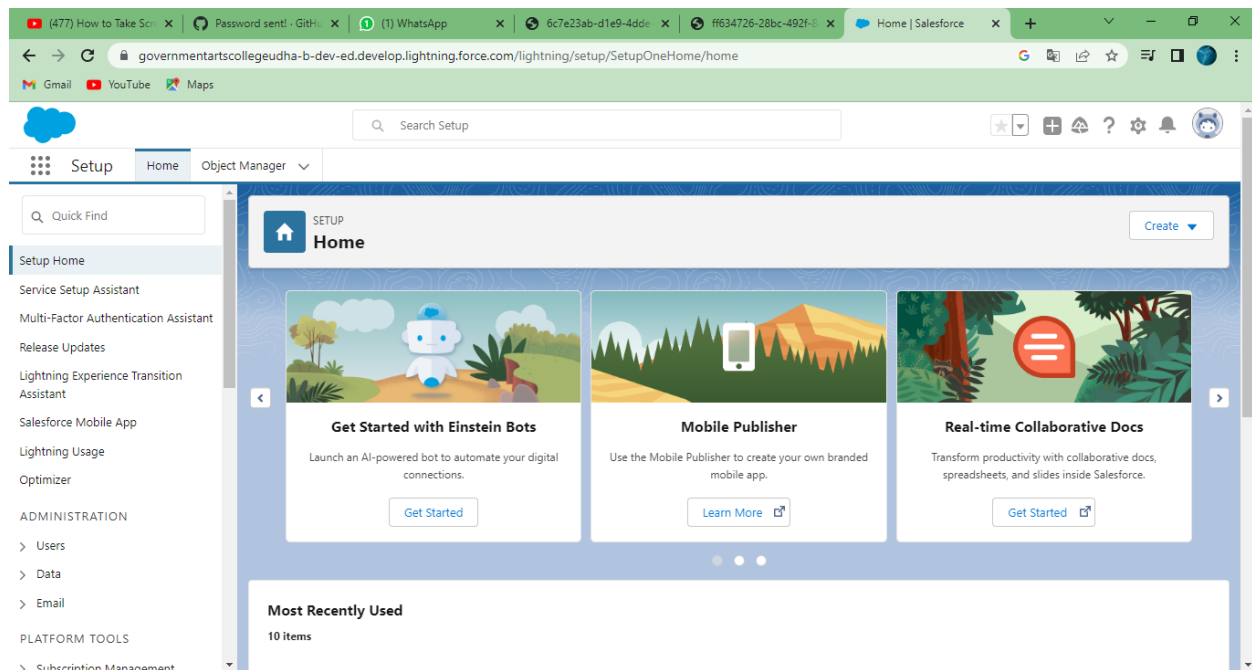 (477) How to Take Scre
Password sent! · GitHu
(1) WhatsApp
6c7e23ab-d1e9-4dde-
ff634726-28bc-492f-8
Home | Salesforce
governmentartscollegeudha-b-dev-ed.develop.lightning.force.com/lightning/setup/SetupOneHome/home
Gmail
YouTube
Maps
Search Setup
Setup
Home
Object Manager
Quick Find
Setup Home
Service Setup Assistant
Multi-Factor Authentication Assistant
Release Updates
Lightning Experience Transition
Assistant
Salesforce Mobile App
Lightning Usage
Optimizer
ADMINISTRATION
Users
Data
Email
PLATFORM TOOLS
Subscription Management
SETUP
Home
Create
Get Started with Einstein Bots
Launch an AI-powered bot to automate your digital
connections.
Get Started
Mobile Publisher
Use the Mobile Publisher to create your own branded
mobile app.
Learn More
Real-time Collaborative Docs
Transform productivity with collaborative docs,
spreadsheets, and slides inside Salesforce.
Get Started
Most Recently Used
10 items